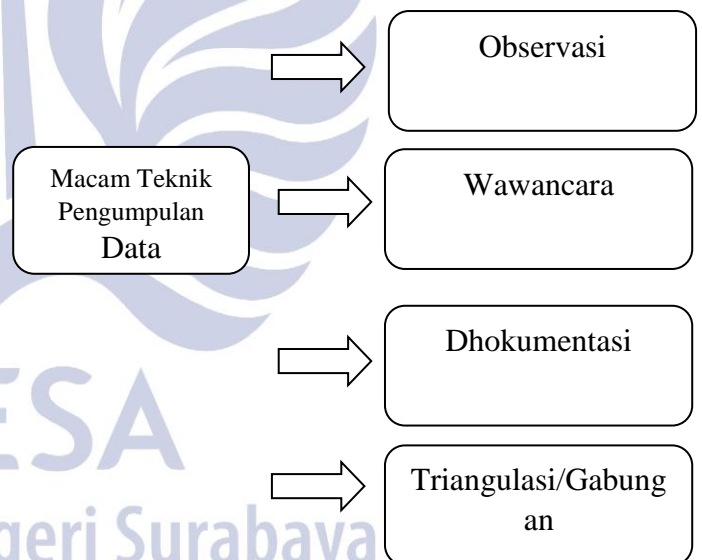 Observasi
Macam Teknik
Pengumpulan
Data
Wawancara
Dhokumentasi
Triangulasi/Gabung
an
ESA
geri Surabaya